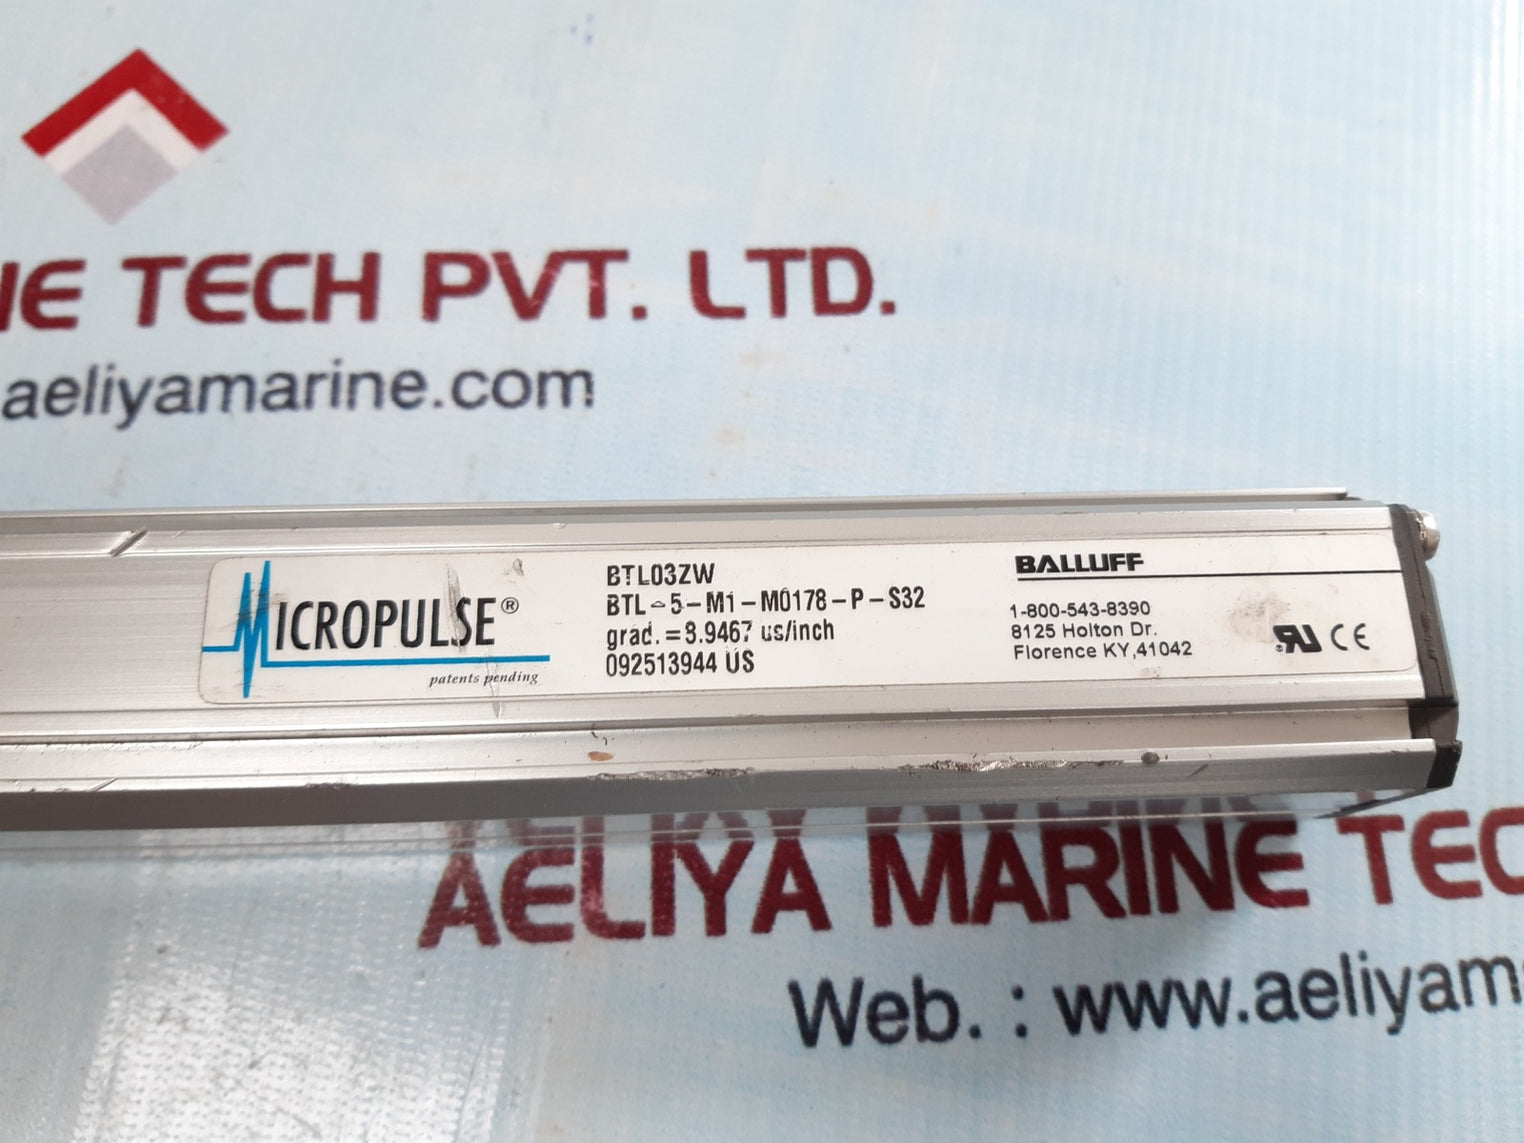 NE TECH PVT. LTD.
.aeliyamarine.com
MICROPULSE®
patents pending
BTL03ZW
BTL-5-M1-M0178-P-S32
grad.=8.9467 us/inch
092513944 US
BALLUFF
1-800-543-8390
8125 Holton Dr.
Florence KY,41042
®RU CE
AELIYA MARINE TEC
Web. : www.aeliyam